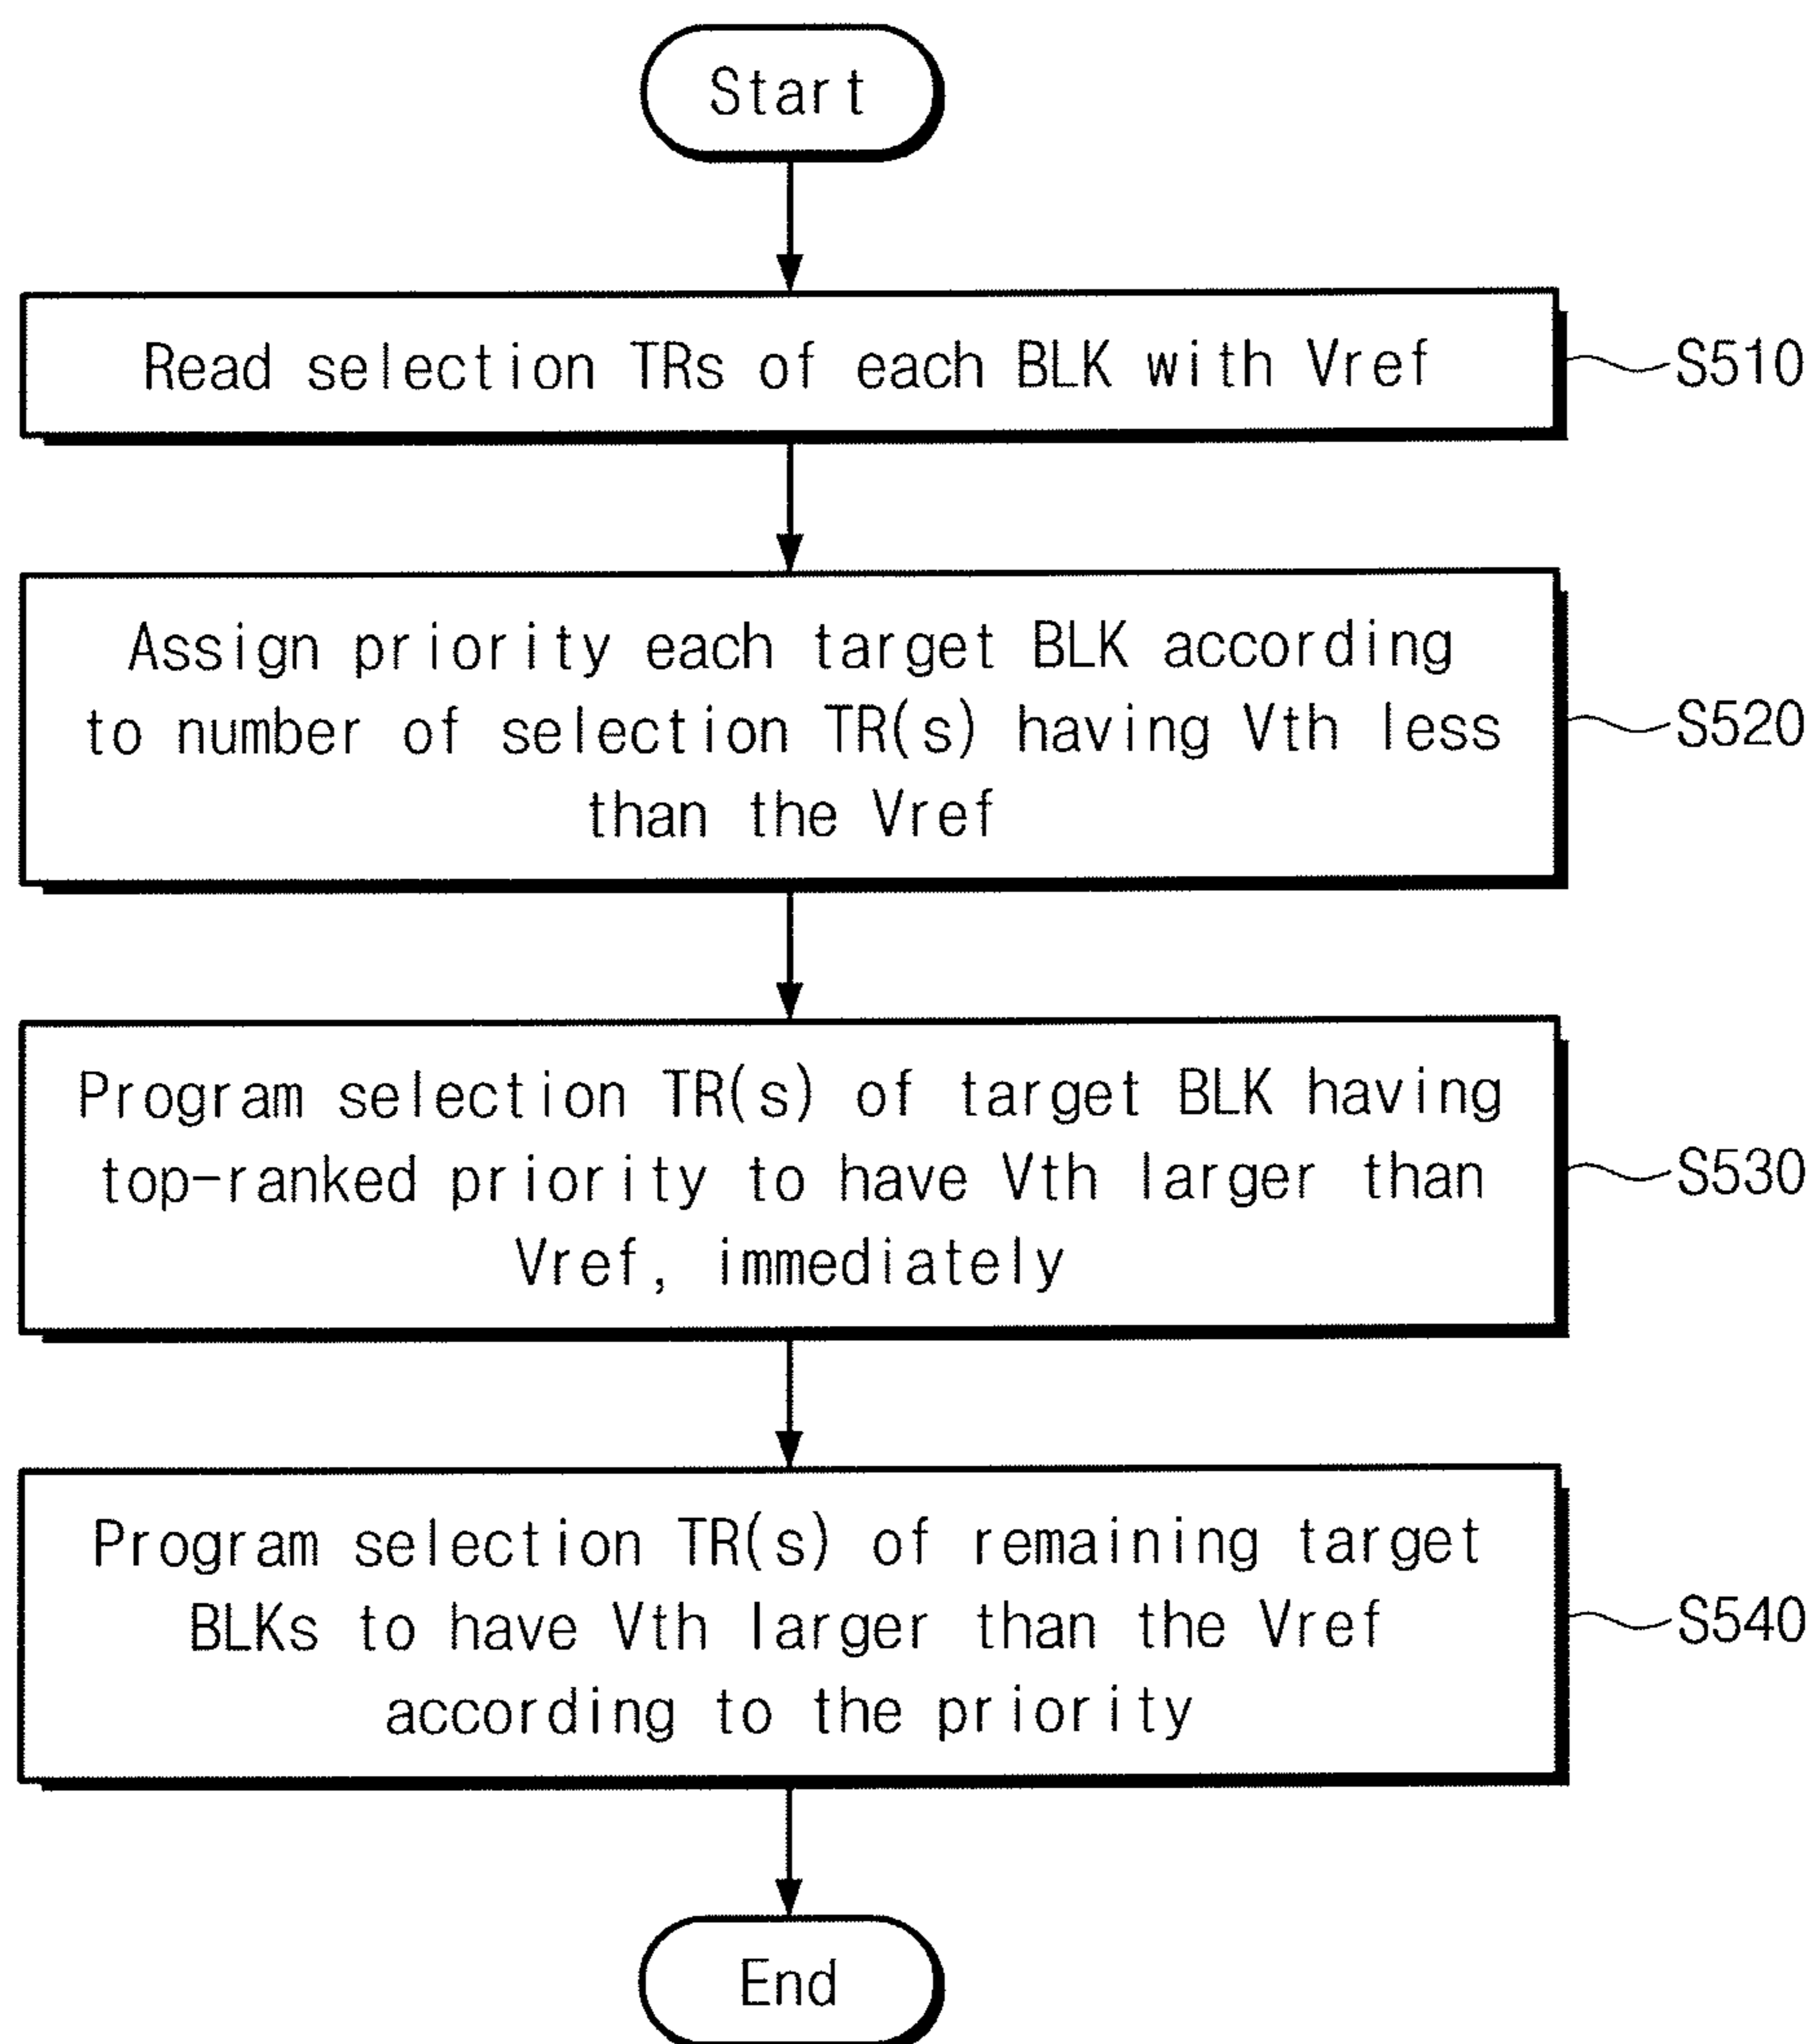 Start
Read selection TRs of each BLK with Vref
S510
Assign priority each target BLK according
to number of selection TR(s) having Vth less
than the Vref
S520
Program selection TR(s) of target BLK having
top-ranked priority to have Vth larger than
Vref, immediately
S530
Program selection TR(s) of remaining target
BLKs to have Vth larger than the Vref
according to the priority
S540
End